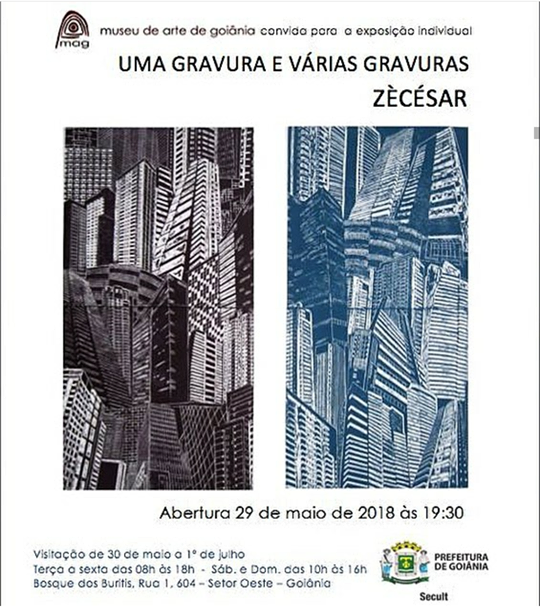 museu de arte de goiânia convida para a exposição individual
mag
UMA GRAVURA E VÁRIAS GRAVURAS
ZÈCÉSAR
Abertura 29 de maio de 2018 às 19:30
Visitação de 30 de maio a 1º de julho
Terça a sexta das 08h às 18h - Sáb. e Dom. das 10h às 16h
Bosque dos Buritis, Rua 1, 604 – Setor Oeste – Goiânia
PREFEITURA
DE GOIÂNIA
Secult